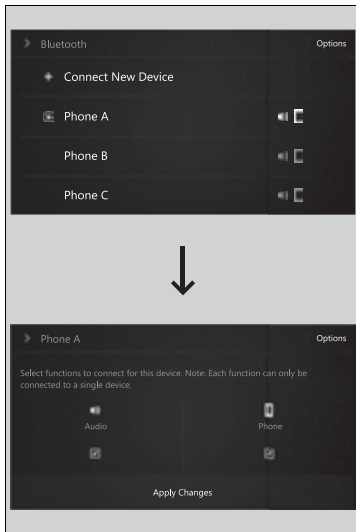 Bluetooth
Options
Connect New Device
Phone A
Phone B
Phone C
Phone A
Options
Select functions to connect for this device. Note: Each function can only be
connected to a single device.
Audio
Phone
Apply Changes